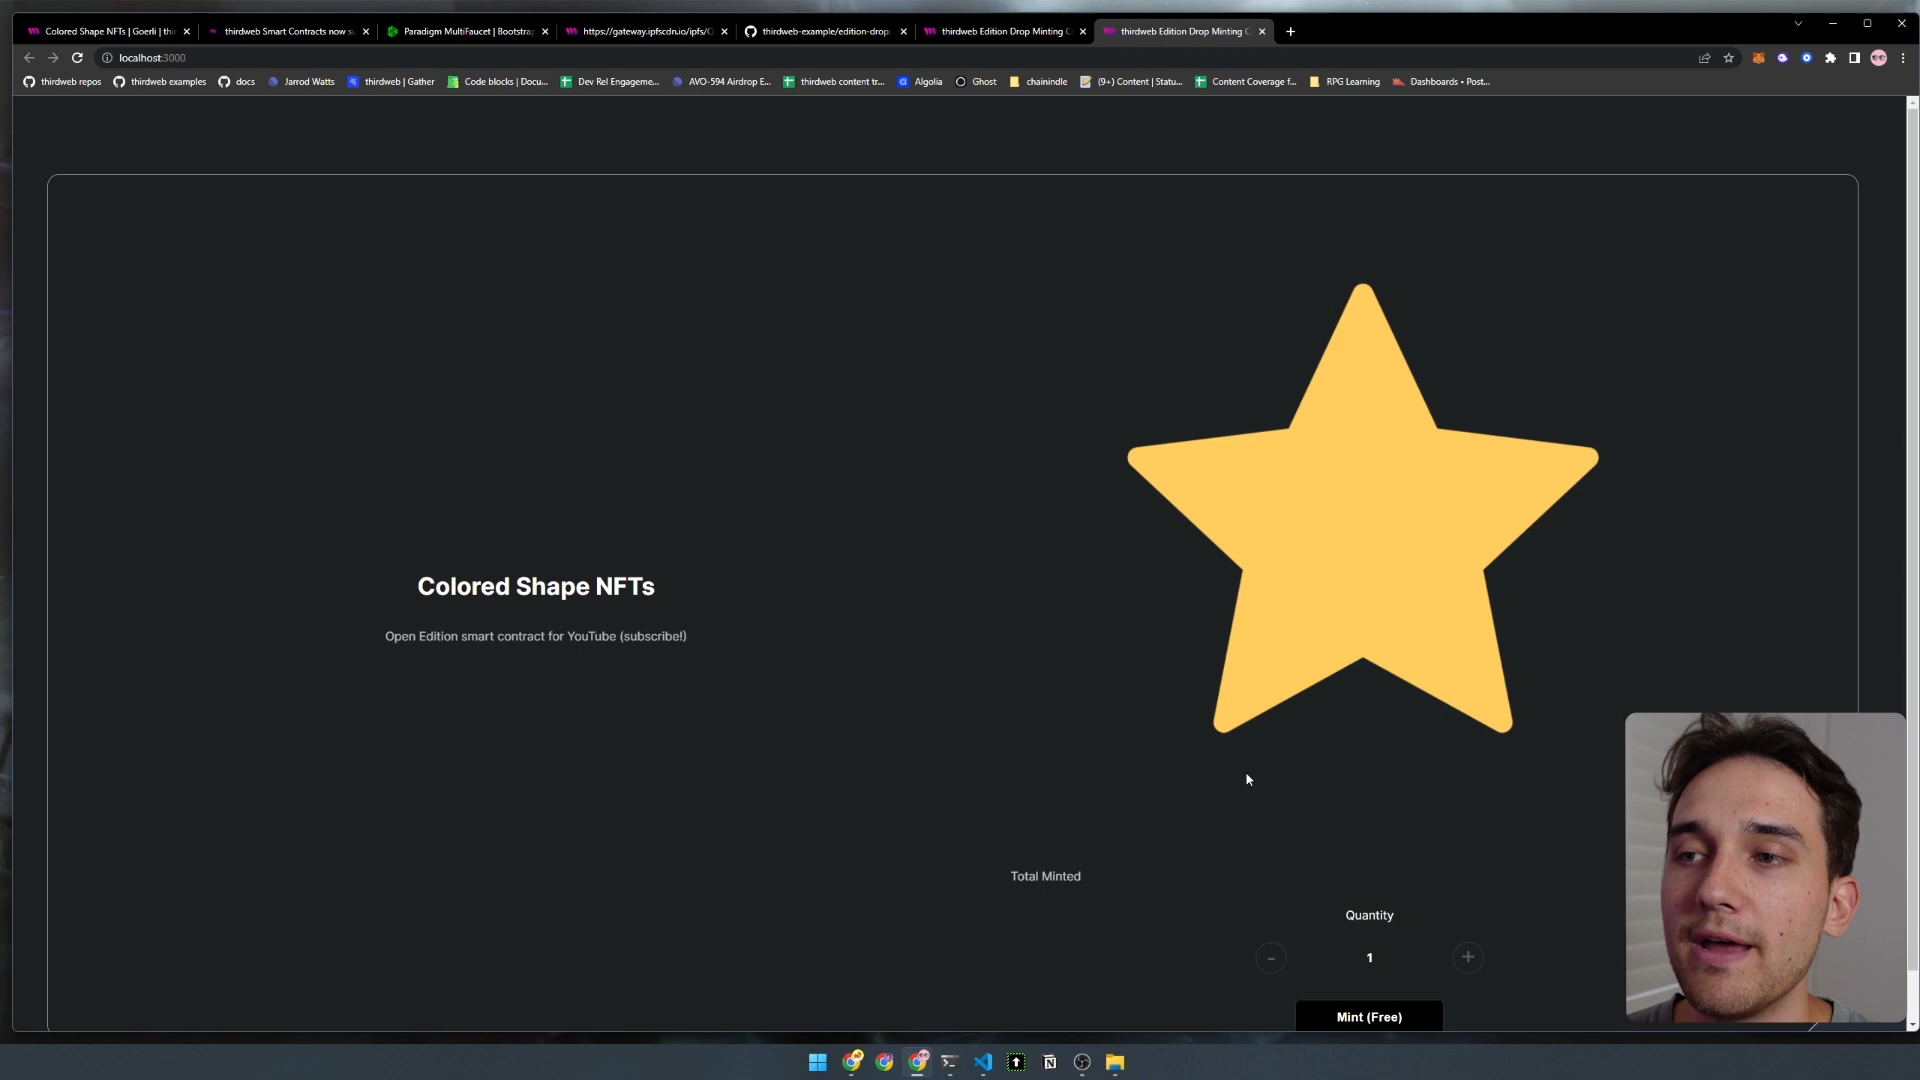 Colored Shape NFTs | Goerli | thi
thirdweb Smart Contracts now su
Paradigm MultiFaucet | Bootstrap
https://gateway.ipfscdn.io/ipfs/Q
thirdweb-example/edition-drop
thirdweb Edition Drop Minting C
thirdweb Edition Drop Minting C
localhost:3000
thirdweb repos
thirdweb examples
docs
Jarrod Watts
thirdweb | Gather
Code blocks | Docu...
Dev Rel Engageme...
AVO-594 Airdrop E...
thirdweb content tr...
Algolia
Ghost
chainindle
(9+) Content | Statu...
Content Coverage f...
RPG Learning
Dashboards • Post...
Colored Shape NFTs
Open Edition smart contract for YouTube (subscribe!)
Total Minted
Quantity
- 1 +
Mint (Free)